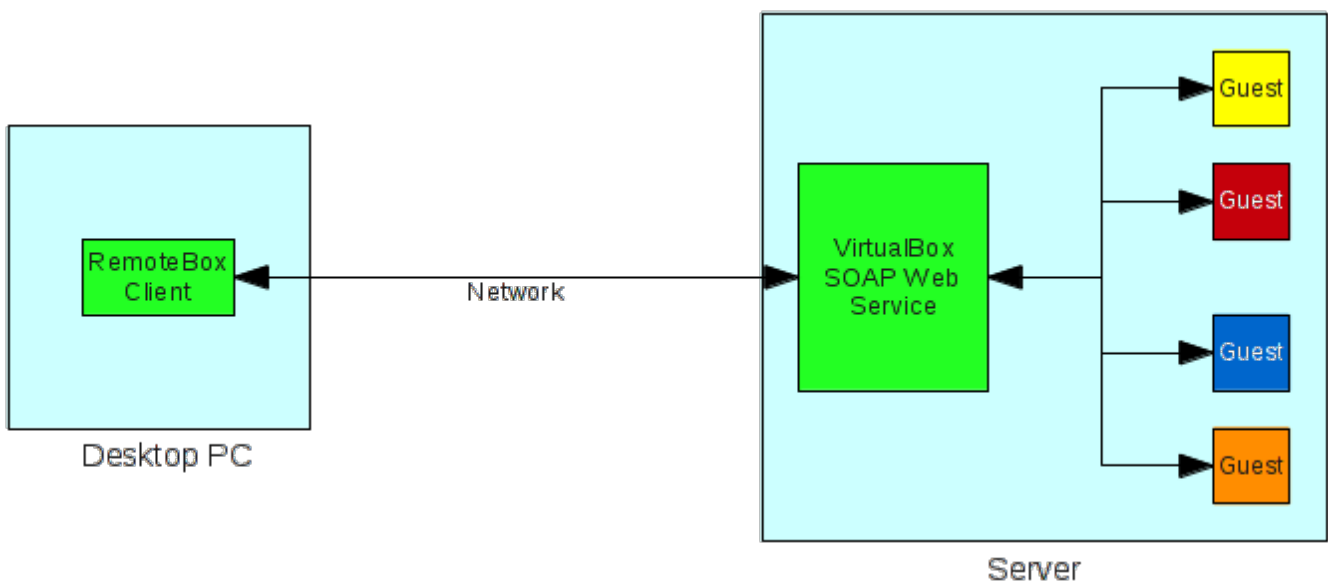 RemoteBox
Client
Desktop PC
Network
VirtualBox
SOAP Web
Service
Guest
Guest
Guest
Guest
Server